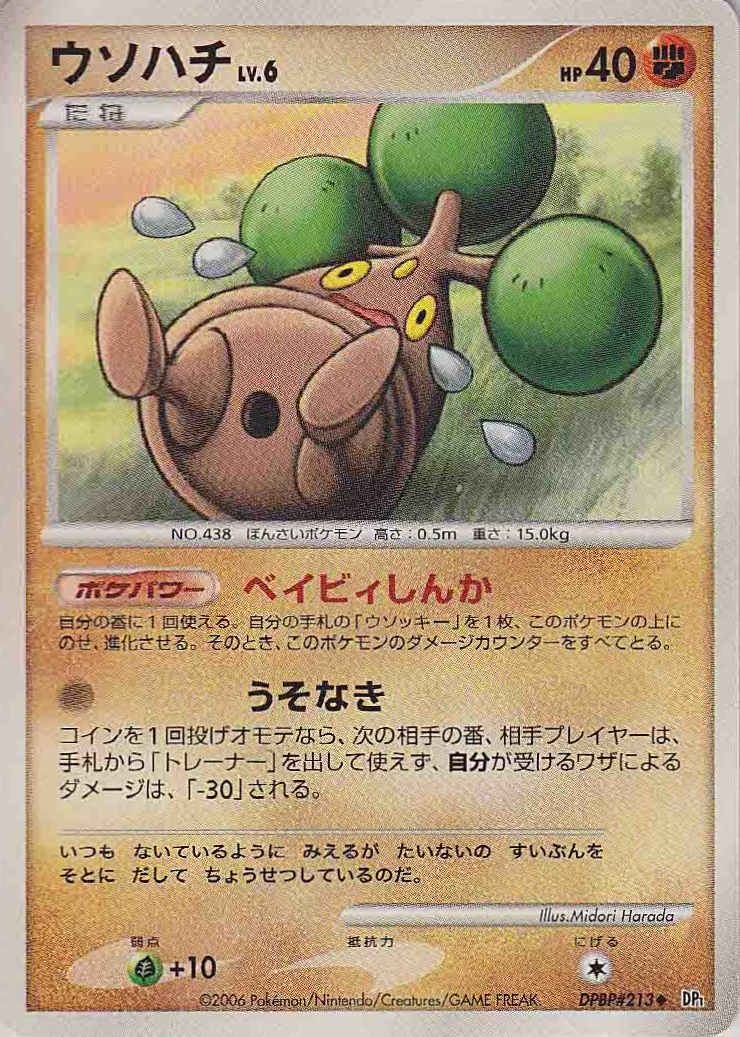 ウソハチ LV.6 HP 40
たね
NO.438 ぼんさいポケモン 高さ：0.5m 重さ：15.0kg
ポケパワー ベイビィしんか
自分の番に1回使える。自分の手札の「ウソッキー」を1枚、このポケモンの上に
のせ、進化させる。そのとき、このポケモンのダメージカウンターをすべてとる。
うそなき
コインを1回投げオモテなら、次の相手の番、相手プレイヤーは、
手札から「トレーナー」を出して使えず、自分が受けるワザによる
ダメージは、「-30」される。
いつも ないているように みえるが たいないの すいぶんを
そとに だして ちょうせつしているのだ。
Illus.Midori Harada
弱点 抵抗力 にげる
+10
©2006 Pokémon/Nintendo/Creatures/GAME FREAK. DPBP#213◆ DP1